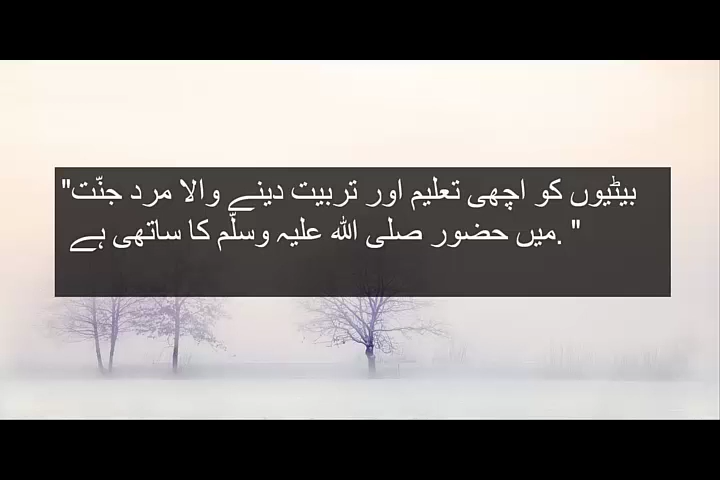 بیٹیوں کو اچھی تعلیم اور تربیت دینے والا مرد جنّت"
میں حضور صلی اللہ علیہ وسلّم کا ساتھی ہے. "